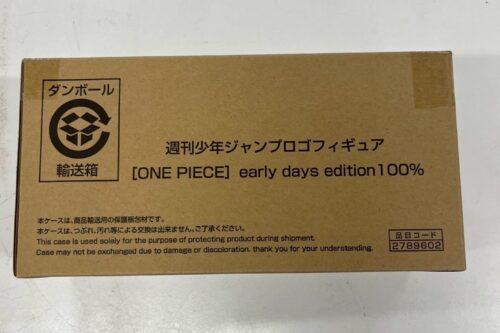 ダンボール
輸送箱
週刊少年ジャンプロゴフィギュア
[ONE PIECE] early days edition100%
本ケースは、商品輸送用の保護梱包材です。
本ケースは、つぶれ、汚れ等による交換は出来ません。ご了承ください。
This case is used solely for the purpose of protecting product during shipment.
Case may not be exchanged due to damage or discoloration. thank you for your understanding.
品目コード
2789602